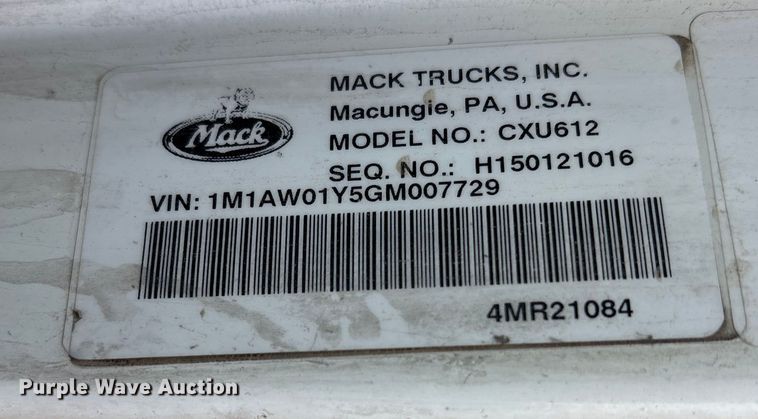 Mack
MACK TRUCKS, INC.
Macungie, PA, U.S.A.
MODEL NO.: CXU612
SEQ. NO.: H150121016
VIN: 1M1AW01Y5GM007729
4MR21084
Purple Wave Auction